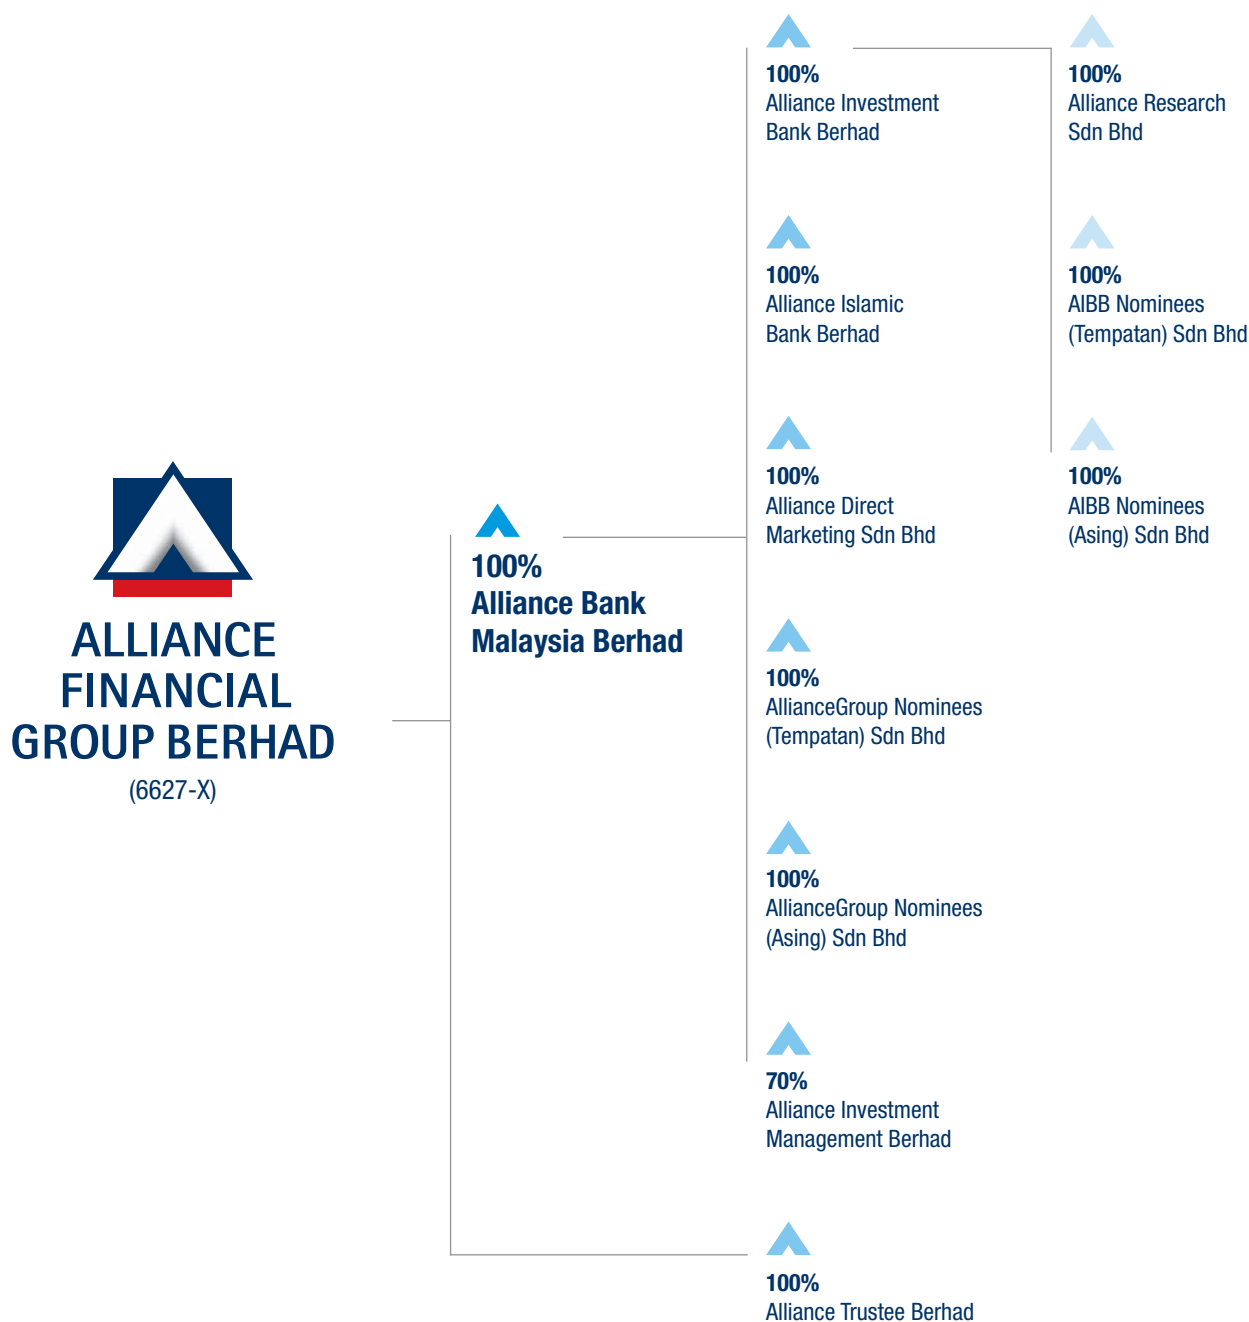 ALLIANCE
FINANCIAL
GROUP BERHAD
(6627-X)
100%
Alliance Bank
Malaysia Berhad
100%
Alliance Investment
Bank Berhad
100%
Alliance Islamic
Bank Berhad
100%
Alliance Direct
Marketing Sdn Bhd
100%
AllianceGroup Nominees
(Tempatan) Sdn Bhd
100%
AllianceGroup Nominees
(Asing) Sdn Bhd
70%
Alliance Investment
Management Berhad
100%
Alliance Trustee Berhad
100%
Alliance Research
Sdn Bhd
100%
AIBB Nominees
(Tempatan) Sdn Bhd
100%
AIBB Nominees
(Asing) Sdn Bhd